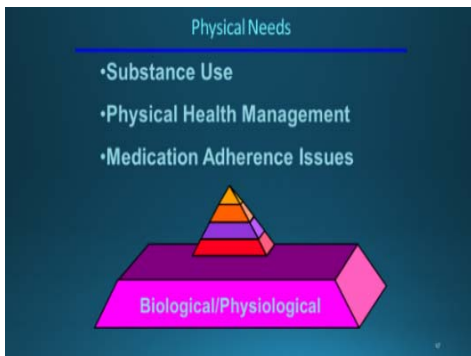 Physical Needs
•Substance Use
•Physical Health Management
•Medication Adherence Issues
Biological/Physiological